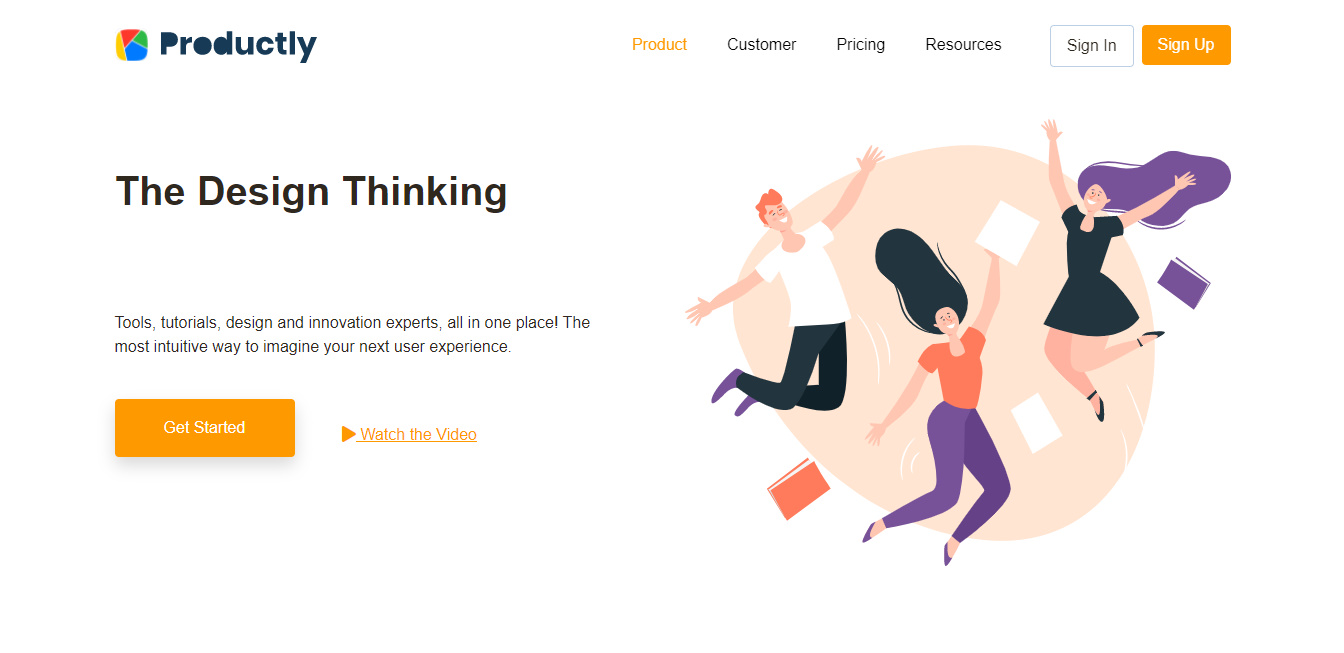 Productly
Product
Customer
Pricing
Resources
Sign In
Sign Up
The Design Thinking
Tools, tutorials, design and innovation experts, all in one place! The
most intuitive way to imagine your next user experience.
Get Started
Watch the Video